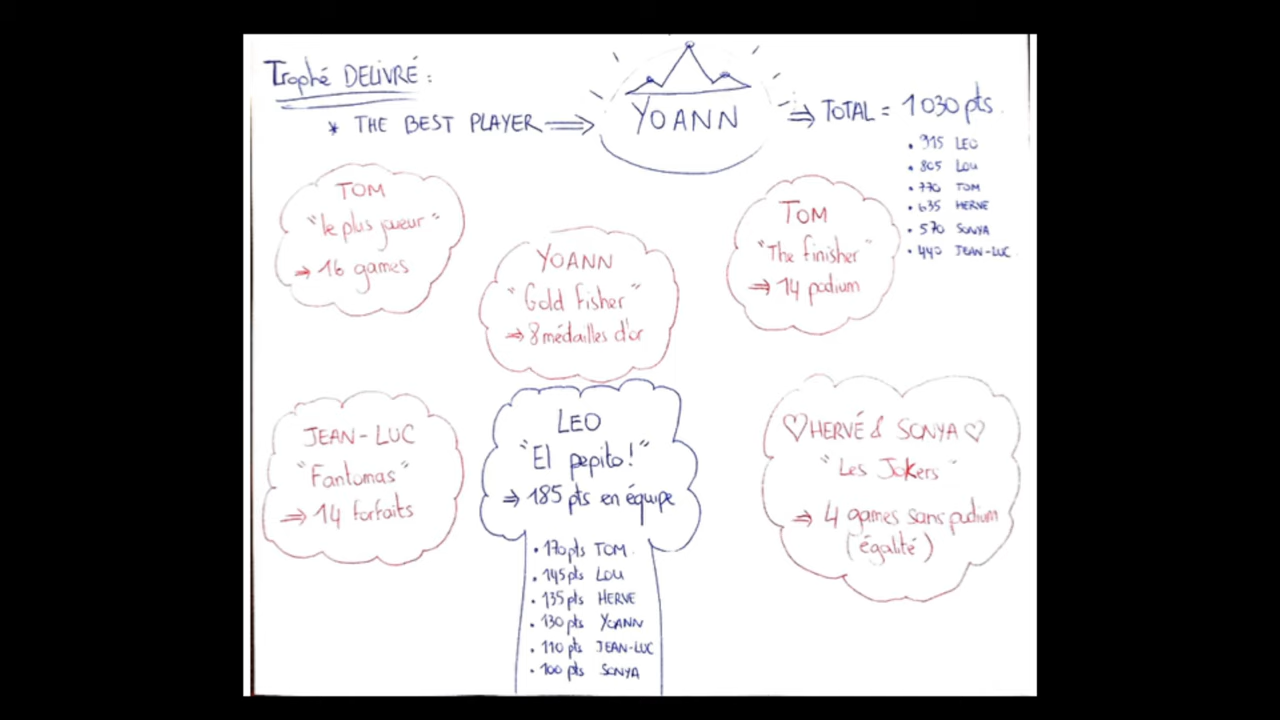 Trophé DELIVRÉ :
* THE BEST PLAYER ⇒ YOANN ⇒ TOTAL = 1030 pts.
• 915 LEO
• 805 LOU
• 770 TOM
• 635 HERVE
• 570 SONYA
• 440 JEAN-LUC
TOM
"le plus joueur"
⇒ 16 games
YOANN
"Gold Fisher"
⇒ 8 médailles d'or
TOM
"The finisher"
⇒ 14 podium
JEAN-LUC
"Fantomas"
⇒ 14 forfaits
LEO
"El pepito!"
⇒ 185 pts en équipe
• 170 pts TOM
• 145 pts LOU
• 135 pts HERVE
• 130 pts YOANN
• 110 pts JEAN-LUC
• 100 pts SONYA
♡ HERVÉ & SONYA ♡
"Les Jokers"
⇒ 4 games sans podium
(égalité)